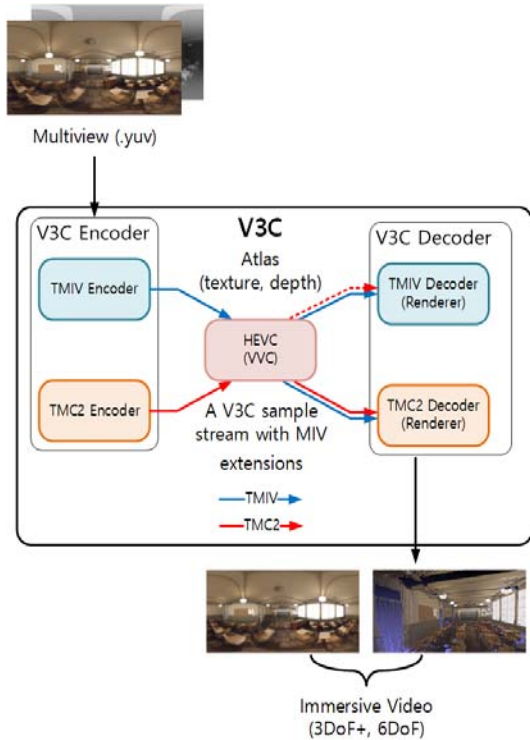 Multiview (.yuv)
V3C
V3C Encoder
V3C Decoder
Atlas
(texture, depth)
TMIV Encoder
TMIV Decoder
(Renderer)
HEVC
(VVC)
TMC2 Encoder
TMC2 Decoder
(Renderer)
A V3C sample
stream with MIV
extensions
TMIV
TMC2
Immersive Video
(3DoF+, 6DoF)